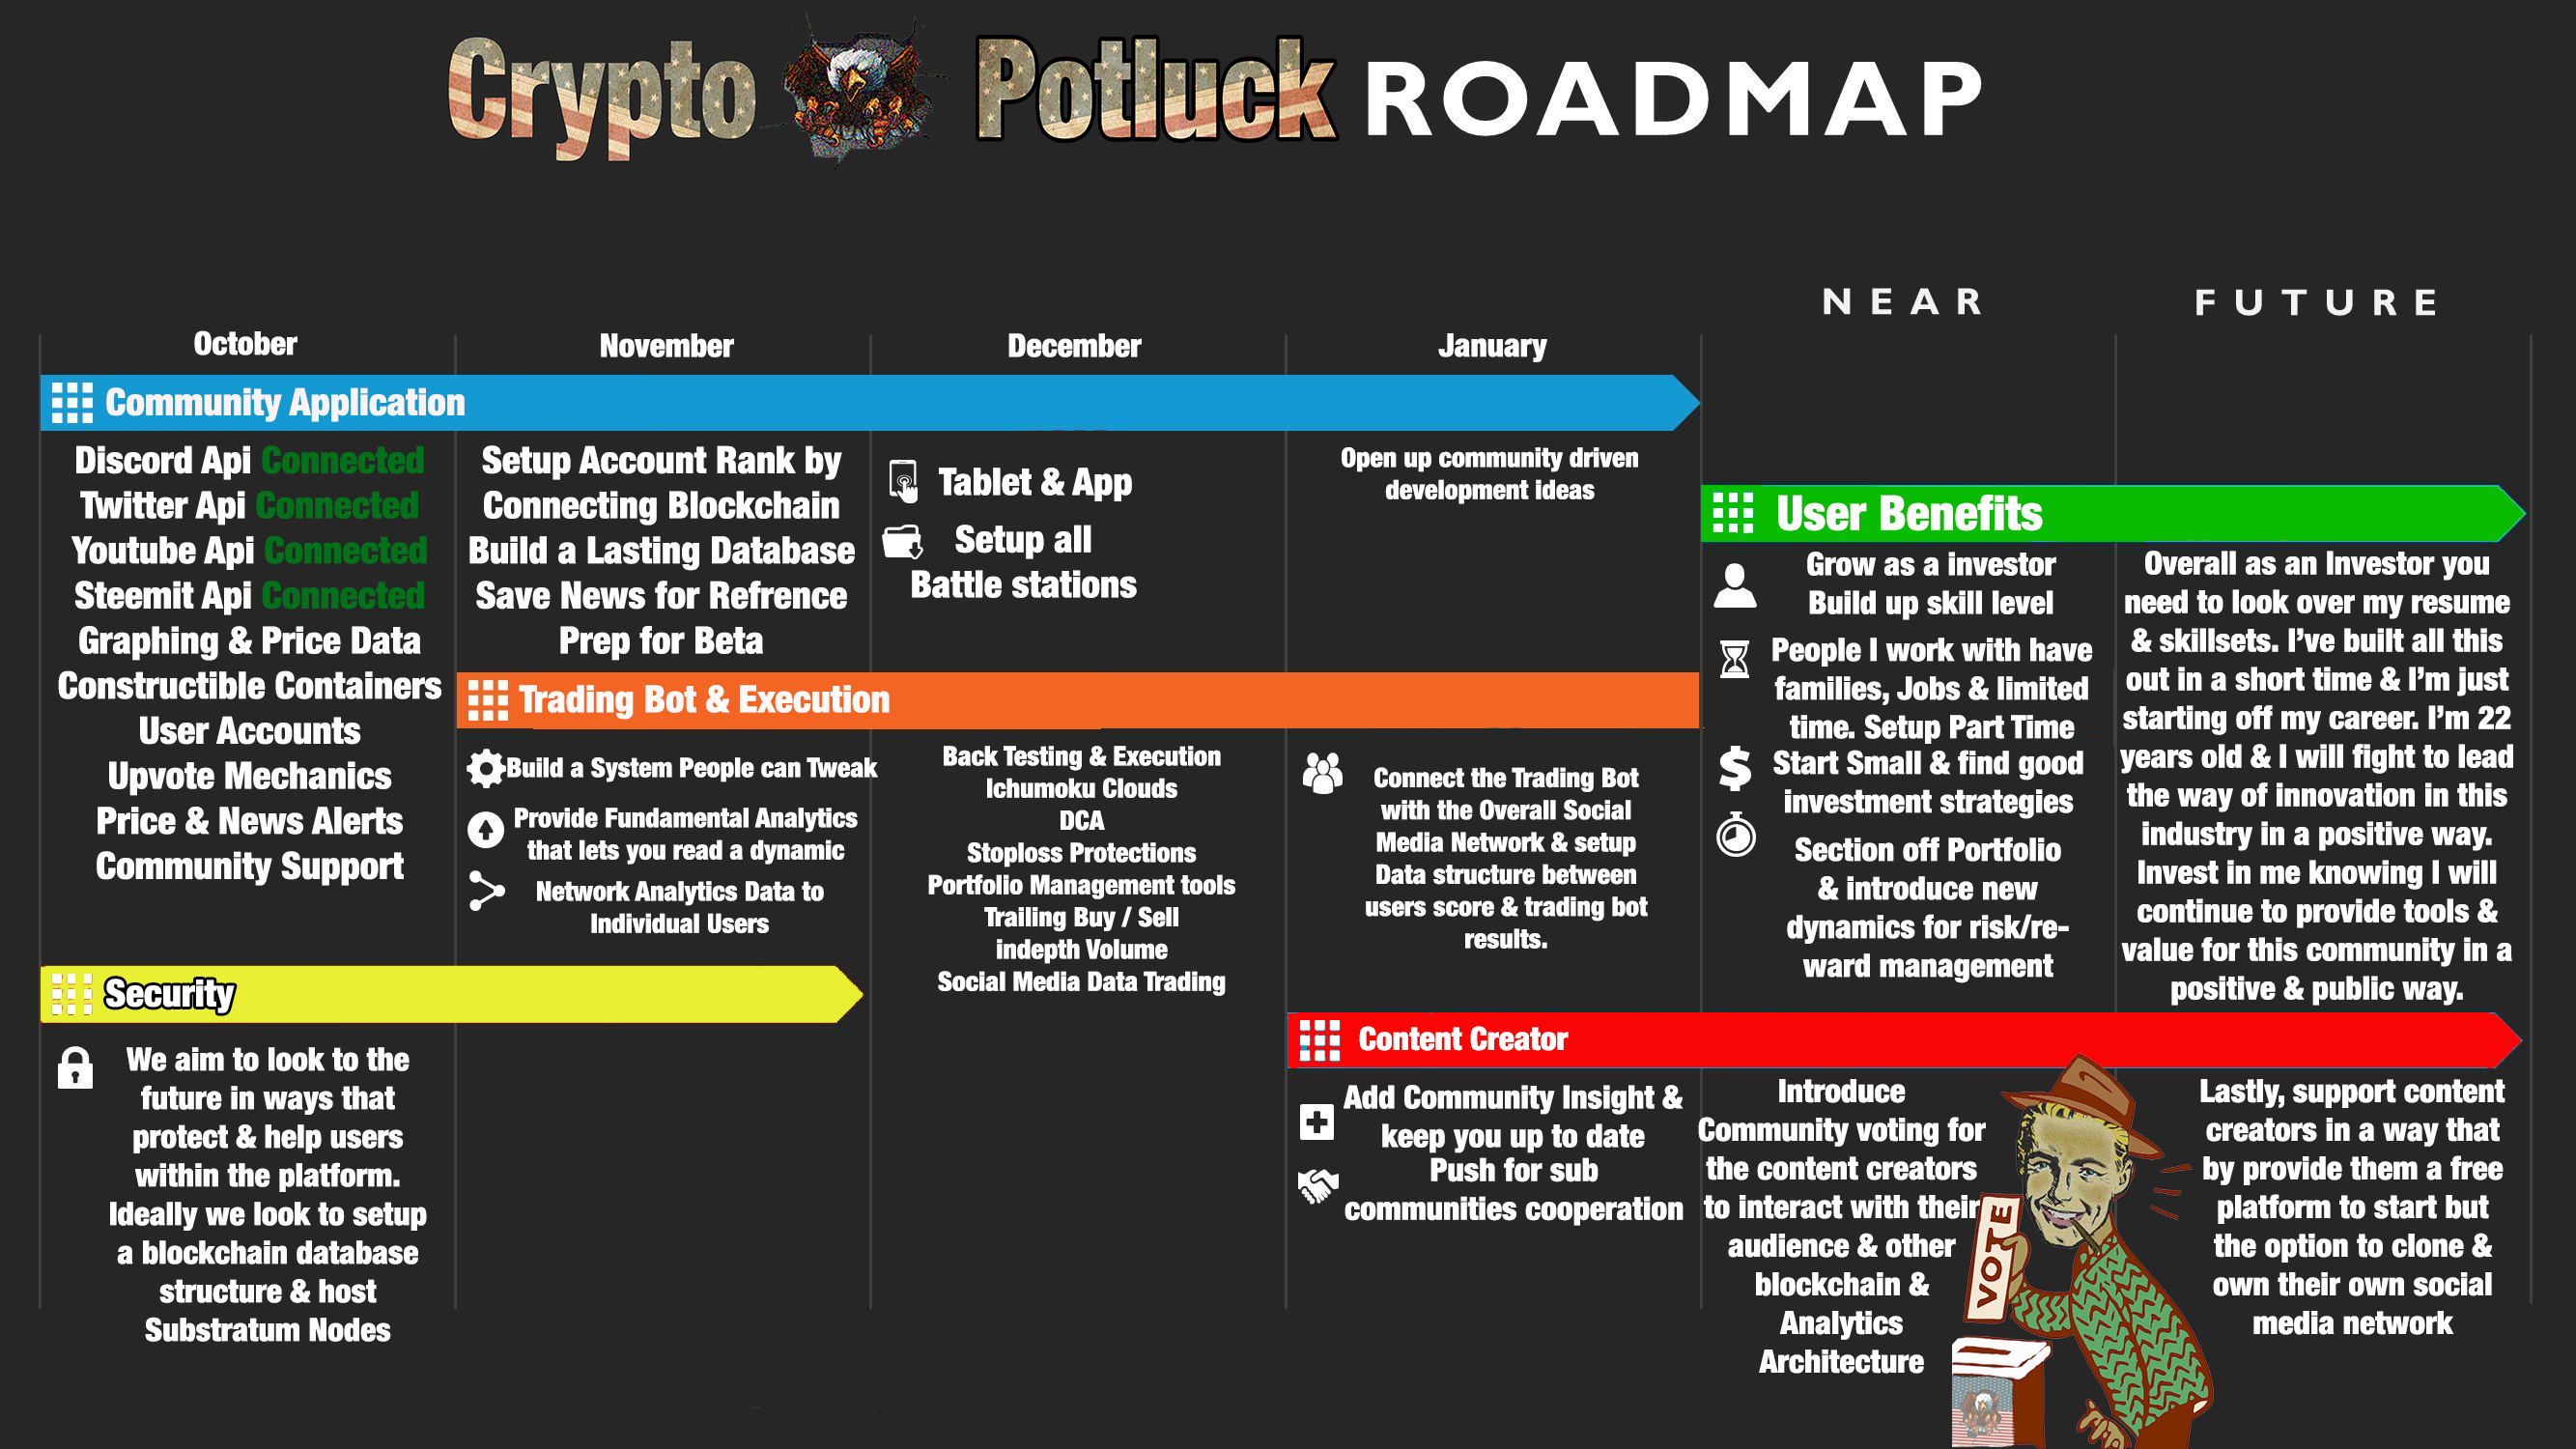 Crypto Potluck ROADMAP
NEAR FUTURE
October
November
December
January
Community Application
Discord Api Connected
Twitter Api Connected
Youtube Api Connected
Steemit Api Connected
Graphing & Price Data
Constructible Containers
User Accounts
Upvote Mechanics
Price & News Alerts
Community Support
Setup Account Rank by
Connecting Blockchain
Build a Lasting Database
Save News for Refrence
Prep for Beta
Tablet & App
Setup all
Battle stations
Open up community driven
development ideas
Trading Bot & Execution
Build a System People can Tweak
Provide Fundamental Analytics
that lets you read a dynamic
Network Analytics Data to
Individual Users
Back Testing & Execution
Ichumoku Clouds
DCA
Stoploss Protections
Portfolio Management tools
Trailing Buy / Sell
indepth Volume
Social Media Data Trading
Connect the Trading Bot
with the Overall Social
Media Network & setup
Data structure between
users score & trading bot
results.
User Benefits
Grow as a investor
Build up skill level
People I work with have
families, Jobs & limited
time. Setup Part Time
Start Small & find good
investment strategies
Section off Portfolio
& introduce new
dynamics for risk/re-
ward management
Overall as an Investor you
need to look over my resume
& skillsets. I've built all this
out in a short time & I'm just
starting off my career. I'm 22
years old & I will fight to lead
the way of innovation in this
industry in a positive way.
Invest in me knowing I will
continue to provide tools &
value for this community in a
positive & public way.
Security
We aim to look to the
future in ways that
protect & help users
within the platform.
Ideally we look to setup
a blockchain database
structure & host
Substratum Nodes
Content Creator
Add Community Insight &
keep you up to date
Push for sub
communities cooperation
Introduce
Community voting for
the content creators
to interact with their
audience & other
blockchain &
Analytics
Architecture
VOTE
Lastly, support content
creators in a way that
by provide them a free
platform to start but
the option to clone &
own their own social
media network